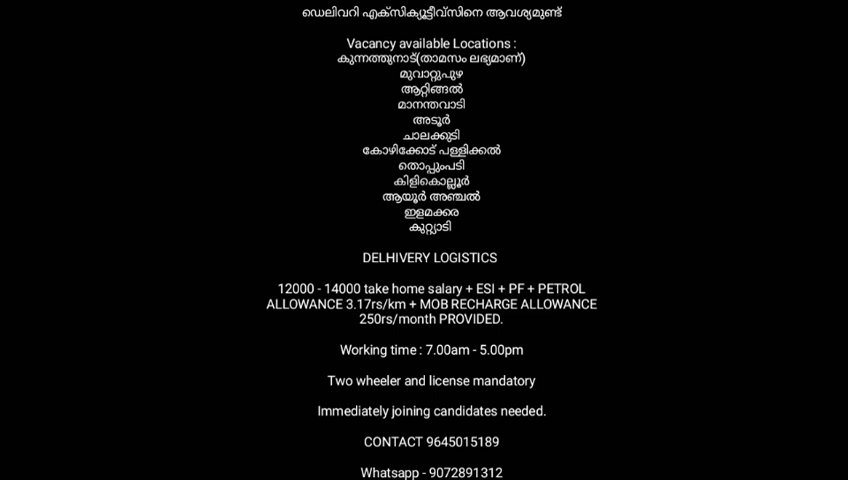 ഡെലിവറി എക്സിക്യൂട്ടീവ്സിനെ ആവശ്യമുണ്ട്
Vacancy available Locations :
കുന്നത്തുനാട്(താമസം ലഭ്യമാണ്)
മുവാറ്റുപുഴ
ആറ്റിങ്ങൽ
മാനന്തവാടി
അടൂർ
ചാലക്കുടി
കോഴിക്കോട് പള്ളിക്കൽ
തൊപ്പുംപടി
കിളികൊല്ലൂർ
ആയൂർ അഞ്ചൽ
ഇളമക്കര
കുറ്റ്യാടി
DELHIVERY LOGISTICS
12000 - 14000 take home salary + ESI + PF + PETROL
ALLOWANCE 3.17rs/km + MOB RECHARGE ALLOWANCE
250rs/month PROVIDED.
Working time : 7.00am - 5.00pm
Two wheeler and license mandatory
Immediately joining candidates needed.
CONTACT 9645015189
Whatsapp - 9072891312